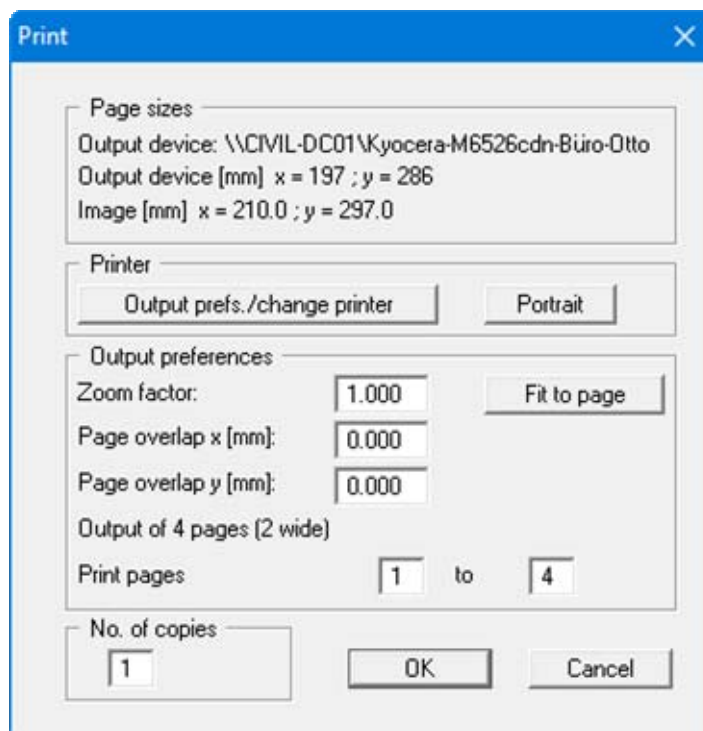 Print
Page sizes
Output device: \\CIVIL-DC01\Kyocera-M6526cdn-Büro-Otto
Output device [mm] x = 197 ; y = 286
Image [mm] x = 210.0 ; y = 297.0
Printer
Output prefs./change printer Portrait
Output preferences
Zoom factor: 1.000 Fit to page
Page overlap x [mm]: 0.000
Page overlap y [mm]: 0.000
Output of 4 pages (2 wide)
Print pages 1 to 4
No. of copies
1 OK Cancel